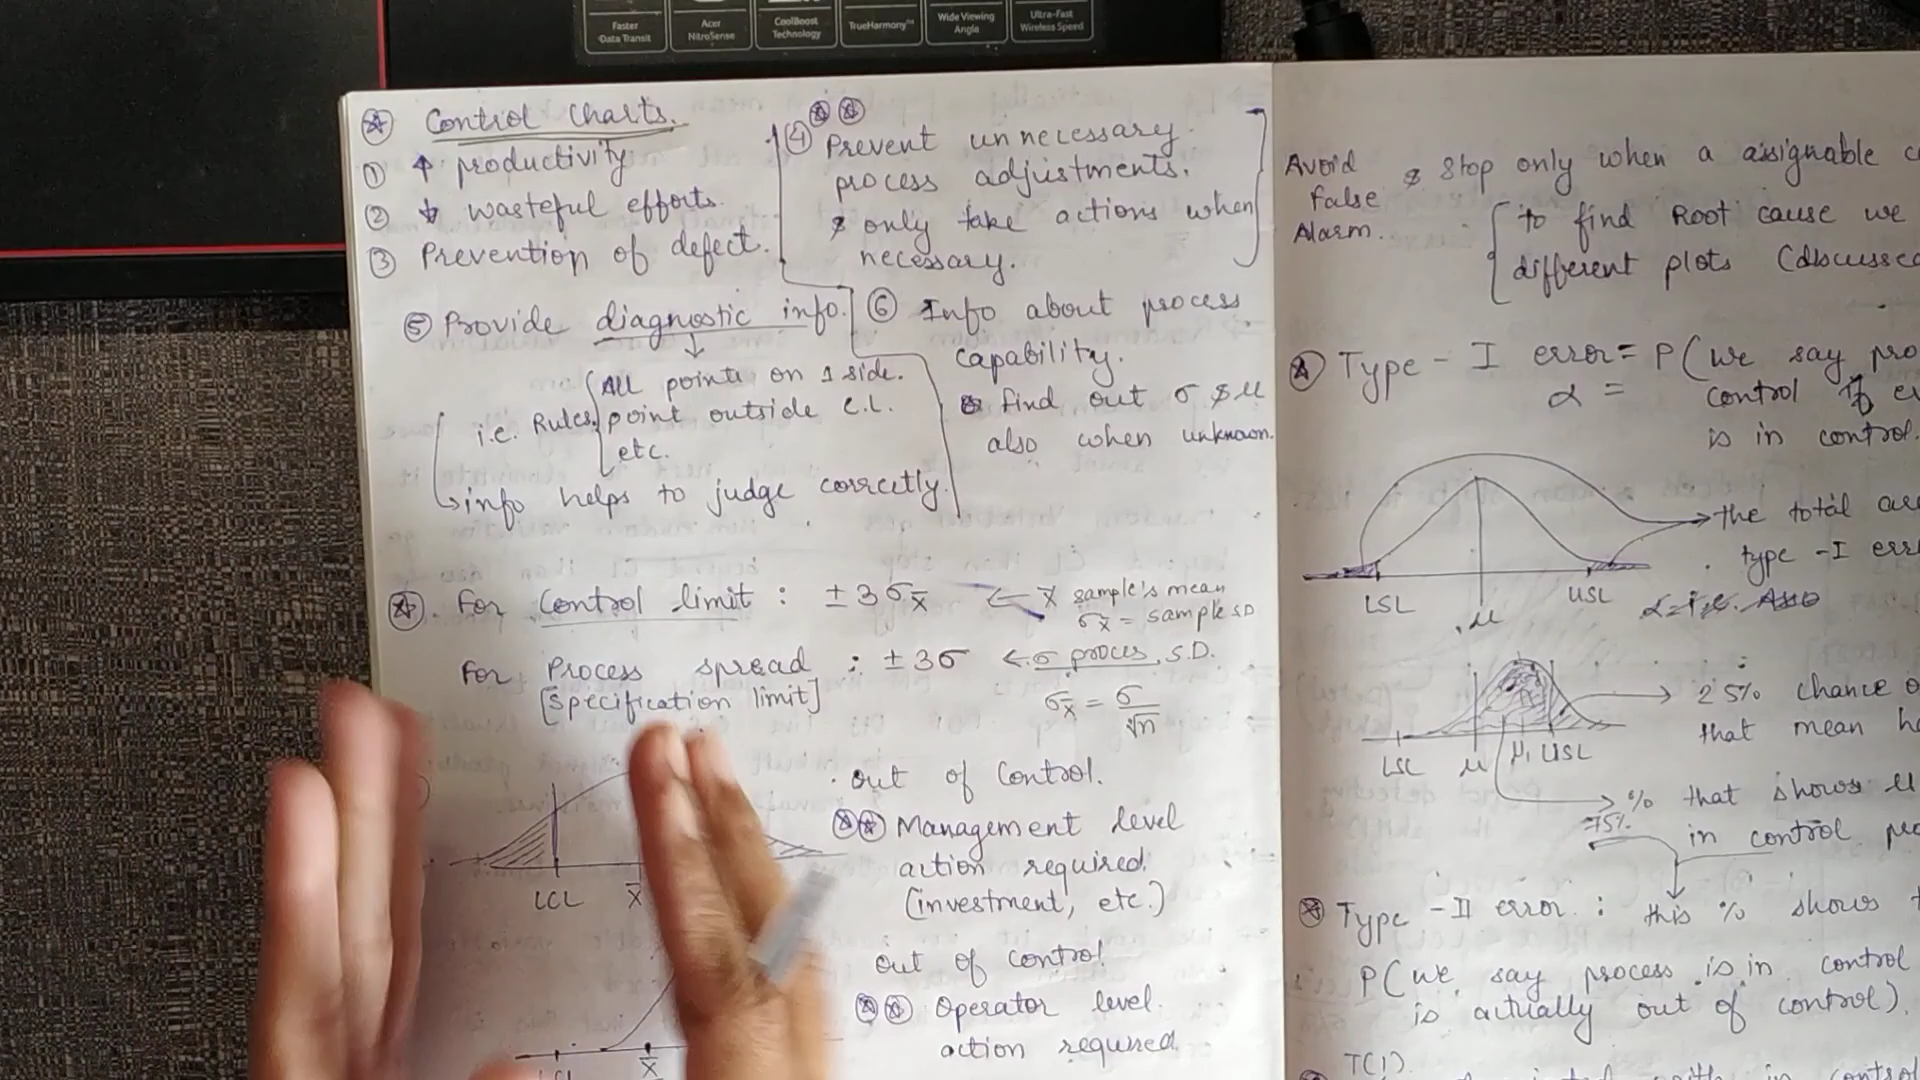 Faster
Data Transit
Acer
NitroSense
CoolBoost
Technology
TrueHarmony™
Wide Viewing
Angle
Ultra-Fast
Wireless Speed
Control Charts.
① ↑ productivity
② ↓ wasteful efforts.
③ Prevention of defect.
④ Prevent unnecessary
process adjustments.
& only take actions when
necessary.
⑤ Provide diagnostic info.
↓
i.e. Rules
ALL points on 1 side.
point outside C.L.
etc.
info helps to judge correctly.
⑥ Info about process
capability.
find out σ & μ
also when unknown.
For Control limit : ± 3σx̄ ← x̄ sample's mean
σx̄ = sample SD
For Process spread : ± 3σ ← σ proces S.D.
[Specification limit]
σx̄ = σ/√n
LCL x̄
out of Control.
Management level
action required.
(investment, etc.)
x̄
out of control
Operator level.
action required.
Avoid
false
Alarm.
& Stop only when a assignable
to find Root cause we
different plots
Type - I error = P(we say
α =
control if
is in control.
LSL μ USL
→ the total
type - I
α =
LSL μ μ₁ USL
→ 25% chance
that mean
→ % that shows μ
75%
in control
Type - II error : this % shows
P(we say process is in control
is actually out of control).